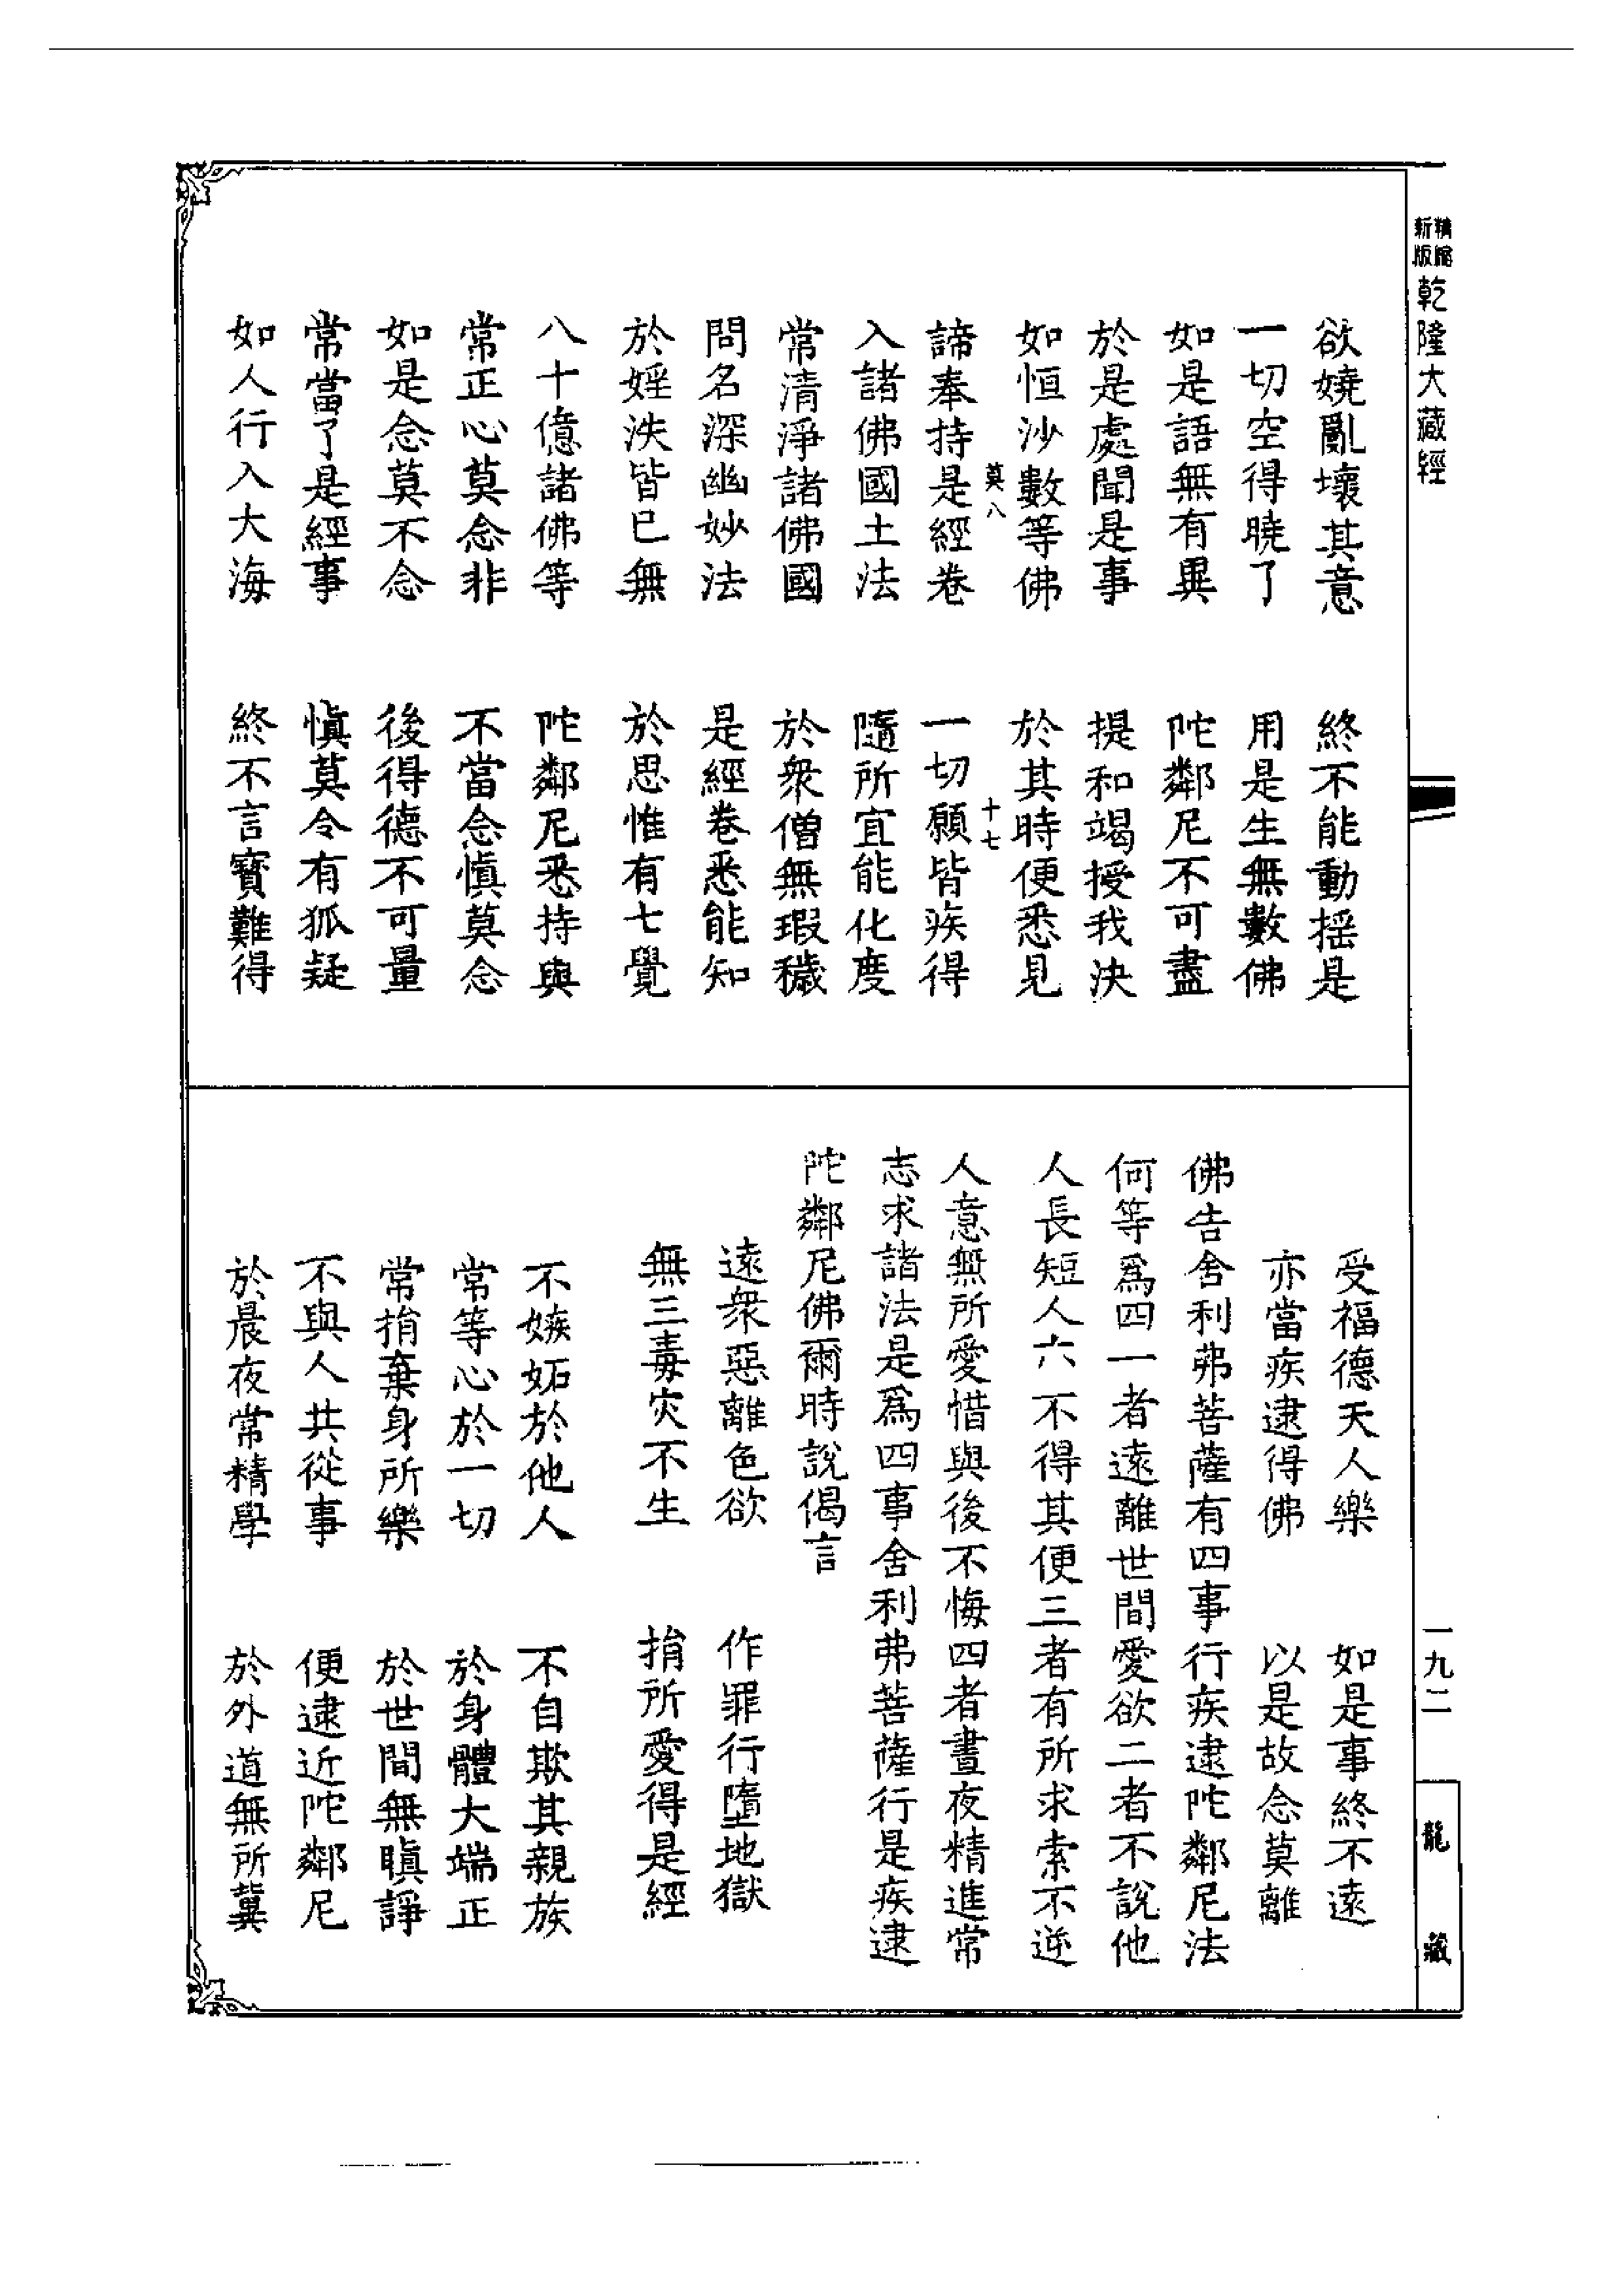 精縮新版乾隆大藏經
欲嬈亂壞其意　終不能動搖是
一切空得曉了　用是生無數佛
如是語無有異　陀鄰尼不可盡
於是處聞是事　提和竭授我決
如恒沙數等佛　於其時便悉見
莫八　十七
諦奉持是經卷　一切願皆疾得
入諸佛國土法　隨所宜能化度
常清淨諸佛國　於衆僧無瑕穢
問名深幽妙法　是經卷悉能知
於婬泆皆已無　於思惟有七覺
八十億諸佛等　陀鄰尼悉持與
常正心莫念非　不當念慎莫念
如是念莫不念　後得德不可量
常當了是經事　慎莫令有狐疑
如人行入大海　終不言寶難得
受福德天人樂　如是事終不遠
亦當疾逮得佛　以是故念莫離
佛告舍利弗菩薩有四事行疾逮陀鄰尼法
何等爲四一者遠離世間愛欲二者不說他
人長短人六不得其便三者有所求索不逆
人意無所愛惜與後不悔四者晝夜精進常
志求諸法是爲四事舍利弗菩薩行是疾逮
陀鄰尼佛爾時說偈言
遠衆惡離色欲　作罪行墮地獄
無三毒灾不生　捐所愛得是經
不嫉妬於他人　不自欺其親族
常等心於一切　於身體大端正
常捐棄身所樂　於世間無瞋諍
不與人共從事　便逮近陀鄰尼
於晨夜常精學　於外道無所冀
一九二
龍藏